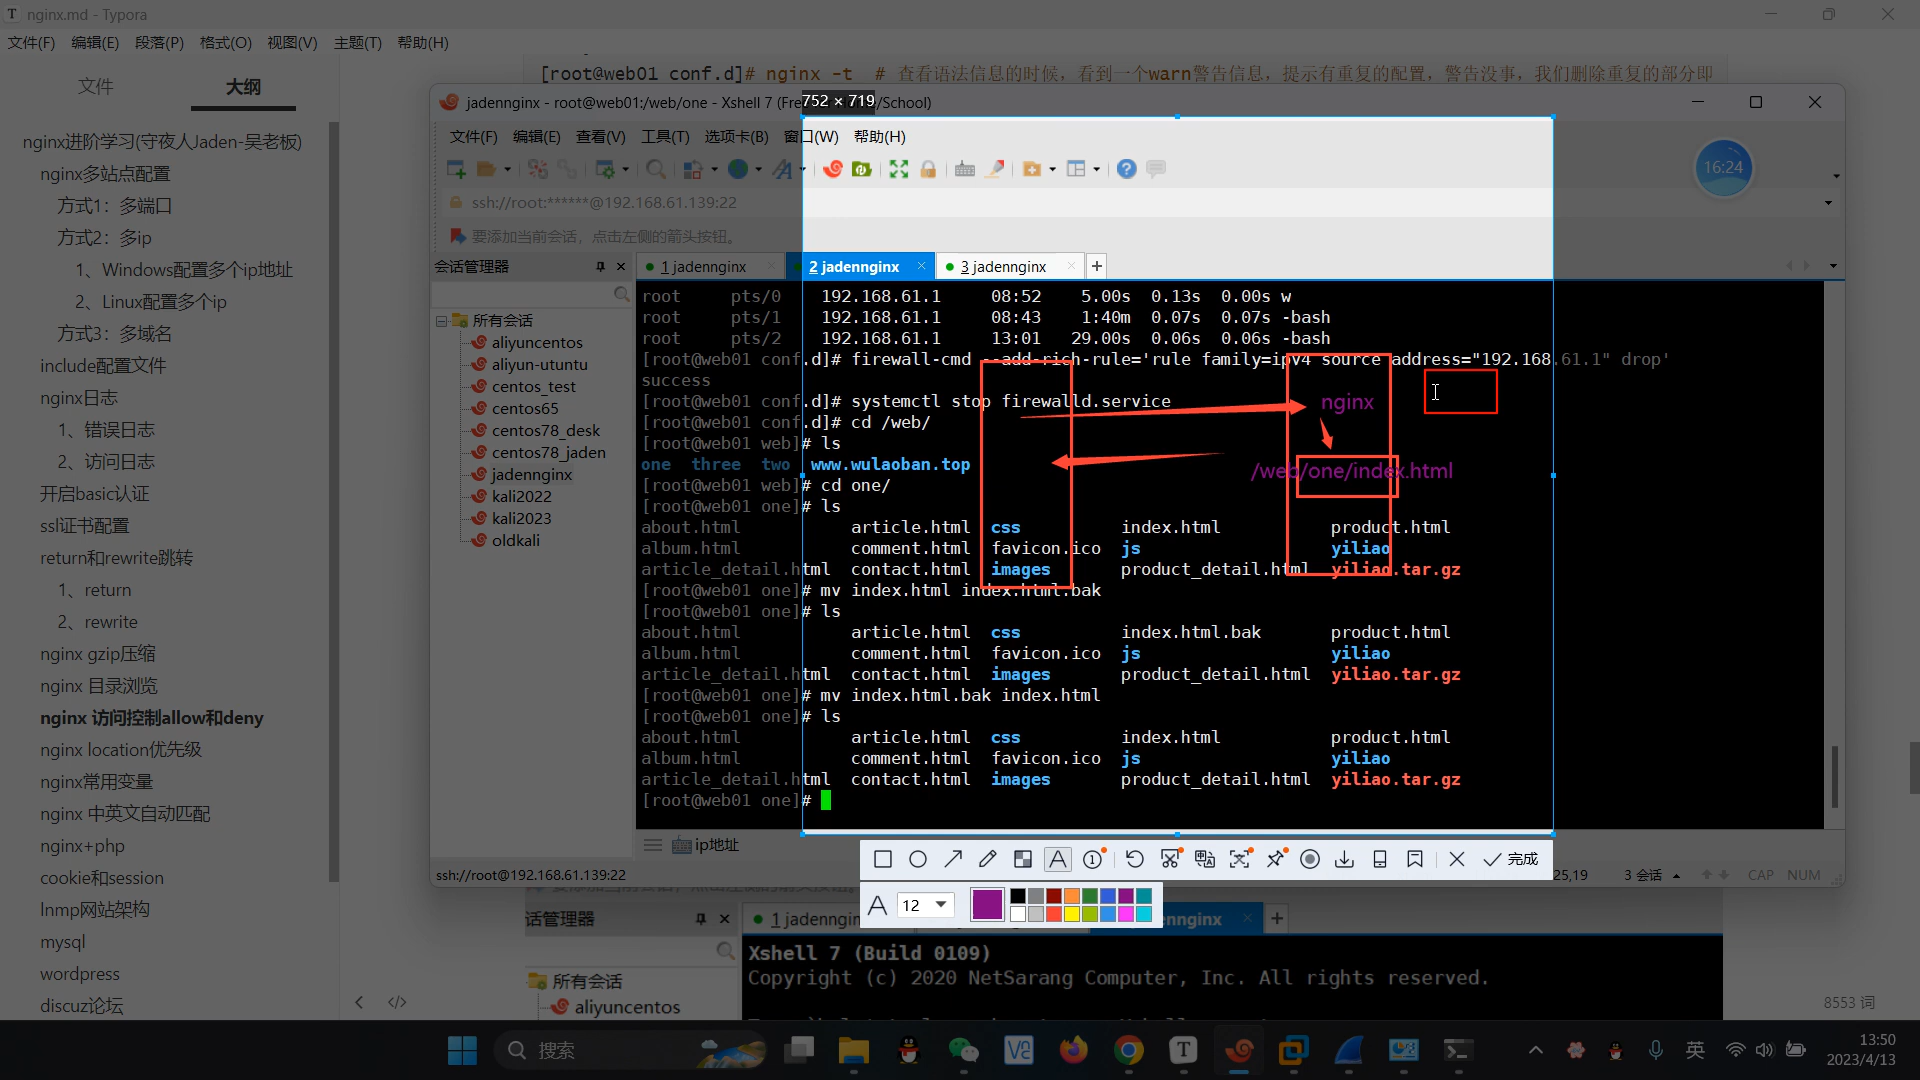 nginx.md - Typora
文件(F) 编辑(E) 段落(P) 格式(O) 视图(V) 主题(T) 帮助(H)
文件 大纲
nginx进阶学习(守夜人Jaden-吴老板)
nginx多站点配置
方式1：多端口
方式2：多ip
1、Windows配置多个ip地址
2、Linux配置多个ip
方式3：多域名
include配置文件
nginx日志
1、错误日志
2、访问日志
开启basic认证
ssl证书配置
return和rewrite跳转
1、return
2、rewrite
nginx gzip压缩
nginx 目录浏览
nginx 访问控制allow和deny
nginx location优先级
nginx常用变量
nginx 中英文自动匹配
nginx+php
cookie和session
lnmp网站架构
mysql
wordpress
discuz论坛
[root@web01 conf.d]# nginx -t # 查看语法信息的时候，看到一个warn警告信息，提示有重复的配置，警告没事，我们删除重复的部分即
jadennginx - root@web01:/web/one - Xshell 7 (Fre /School)
752 × 719
文件(F) 编辑(E) 查看(V) 工具(T) 选项卡(B) 窗口(W) 帮助(H)
16:24
ssh://root:******@192.168.61.139:22
要添加当前会话，点击左侧的箭头按钮。
会话管理器
1 jadennginx 2 jadennginx 3 jadennginx +
所有会话
aliyuncentos
aliyun-utuntu
centos_test
centos65
centos78_desk
centos78_jaden
jadennginx
kali2022
kali2023
oldkali
root pts/0 192.168.61.1 08:52 5.00s 0.13s 0.00s w
root pts/1 192.168.61.1 08:43 1:40m 0.07s 0.07s -bash
root pts/2 192.168.61.1 13:01 29.00s 0.06s 0.06s -bash
[root@web01 conf.d]# firewall-cmd --add-rich-rule='rule family=ipv4 source address="192.168.61.1" drop'
success
[root@web01 conf.d]# systemctl stop firewalld.service
nginx
[root@web01 conf.d]# cd /web/
[root@web01 web]# ls
one three two www.wulaoban.top
/web/one/index.html
[root@web01 web]# cd one/
[root@web01 one]# ls
about.html article.html css index.html product.html
album.html comment.html favicon.ico js yiliao
article_detail.html contact.html images product_detail.html yiliao.tar.gz
[root@web01 one]# mv index.html index.html.bak
[root@web01 one]# ls
about.html article.html css index.html.bak product.html
album.html comment.html favicon.ico js yiliao
article_detail.html contact.html images product_detail.html yiliao.tar.gz
[root@web01 one]# mv index.html.bak index.html
[root@web01 one]# ls
about.html article.html css index.html product.html
album.html comment.html favicon.ico js yiliao
article_detail.html contact.html images product_detail.html yiliao.tar.gz
[root@web01 one]#
ip地址
完成
ssh://root@192.168.61.139:22
25,19 3 会话 CAP NUM
A 12
话管理器 1 jadenngin nnginx +
所有会话
aliyuncentos
Xshell 7 (Build 0109)
Copyright (c) 2020 NetSarang Computer, Inc. All rights reserved.
8553 词
搜索
英
13:50
2023/4/13